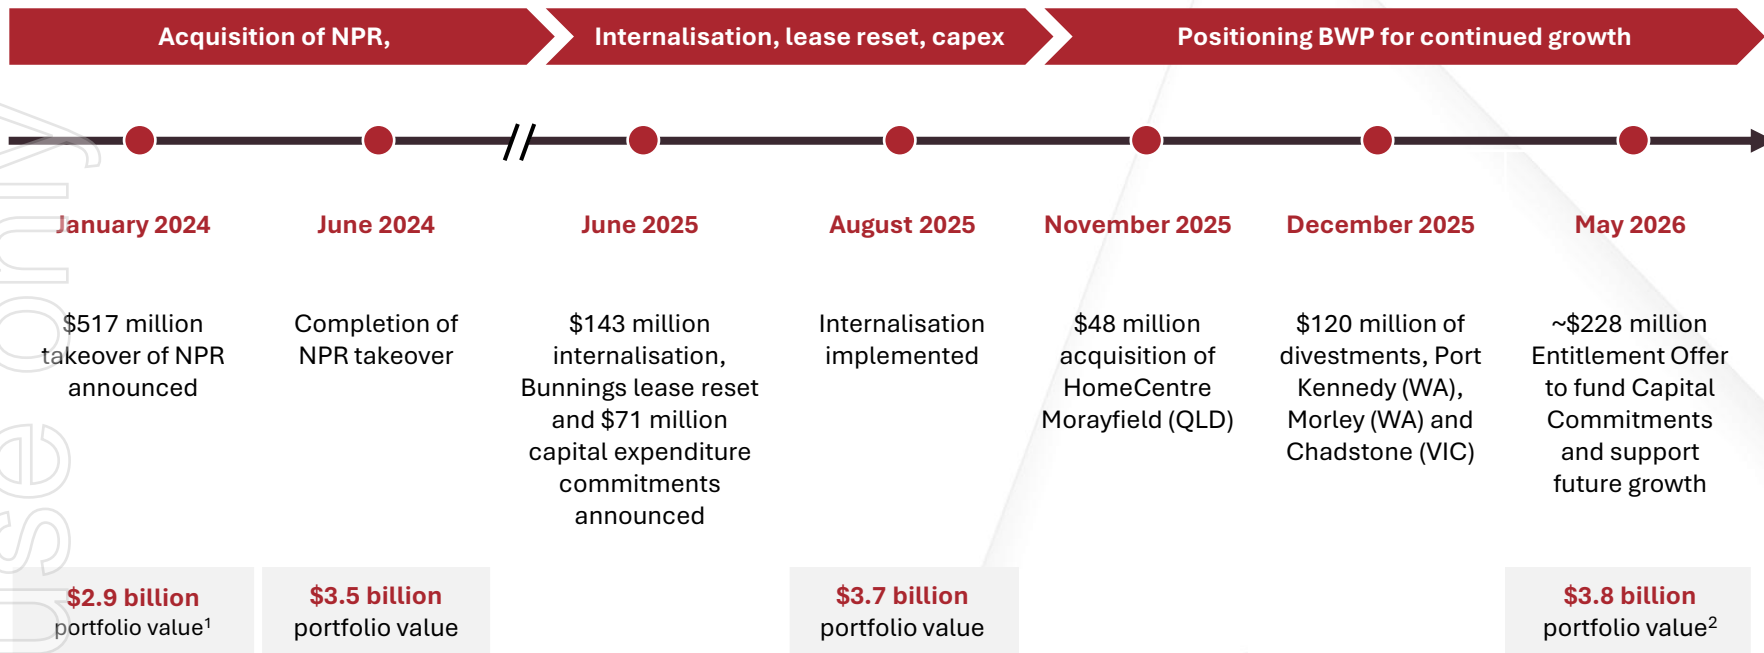 Acquisition of NPR,
Internalisation, lease reset, capex
Positioning BWP for continued growth
January 2024
$517 million
takeover of NPR
announced
$2.9 billion
portfolio value¹
June 2024
Completion of
NPR takeover
$3.5 billion
portfolio value
June 2025
$143 million
internalisation,
Bunnings lease reset
and $71 million
capital expenditure
commitments
announced
August 2025
Internalisation
implemented
$3.7 billion
portfolio value
November 2025
$48 million
acquisition of
HomeCentre
Morayfield (QLD)
December 2025
$120 million of
divestments, Port
Kennedy (WA),
Morley (WA) and
Chadstone (VIC)
May 2026
~$228 million
Entitlement Offer
to fund Capital
Commitments
and support
future growth
$3.8 billion
portfolio value²
use only